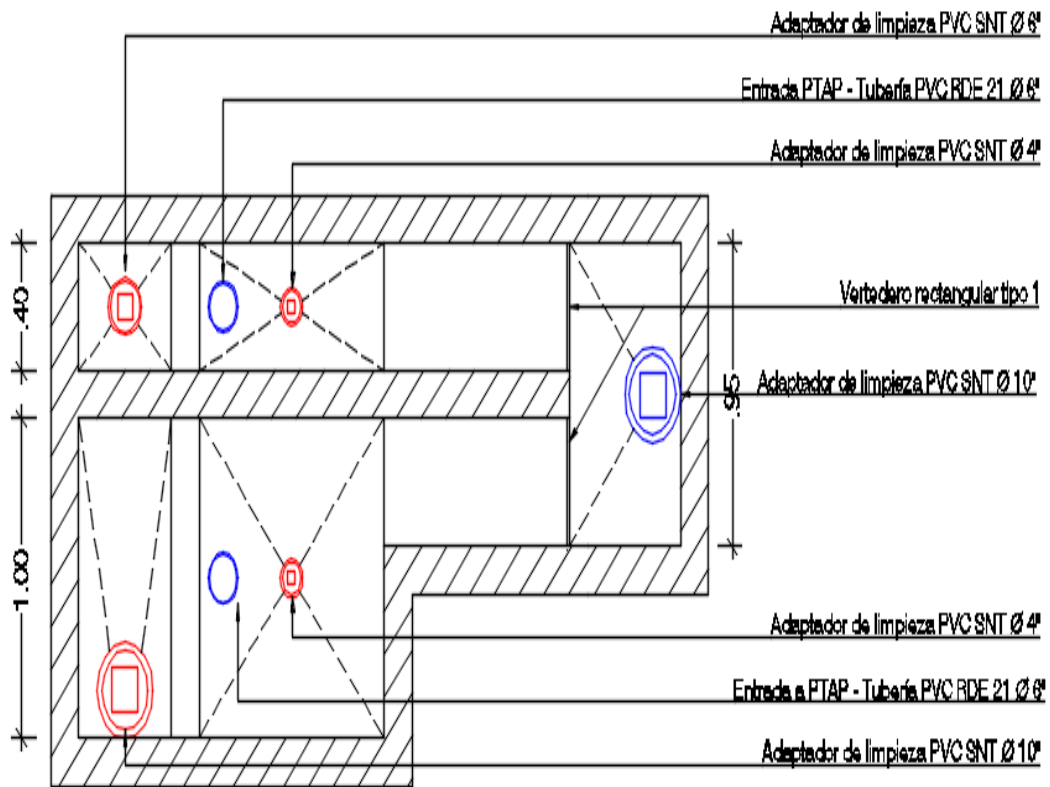 Adaptador de limpieza PVC SNT Ø 6"
Entrada PTAP - Tubería PVC RDE 21 Ø 6"
Adaptador de limpieza PVC SNT Ø 4"
.40
Vertedero rectangular tipo 1
.95
Adaptador de limpieza PVC SNT Ø 10"
1.00
Adaptador de limpieza PVC SNT Ø 4"
Entrada a PTAP - Tubería PVC RDE 21 Ø 6"
Adaptador de limpieza PVC SNT Ø 10"